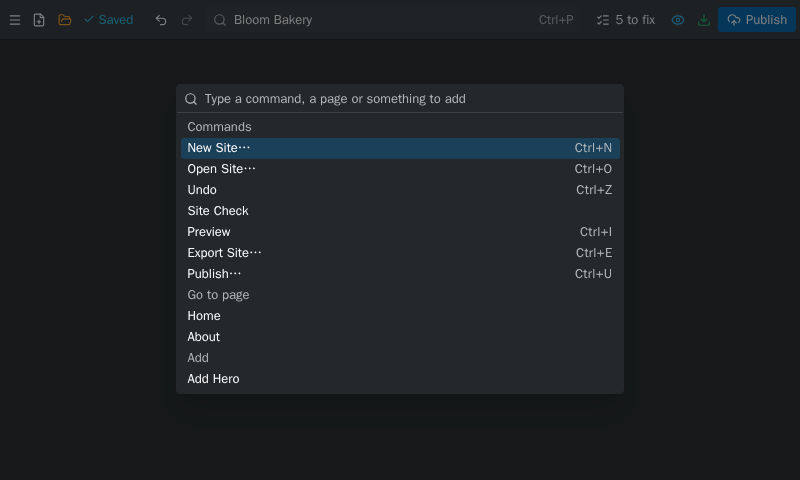 Saved
Bloom Bakery
Ctrl+P
5 to fix
Publish
Type a command, a page or something to add
Commands
New Site··· Ctrl+N
Open Site··· Ctrl+O
Undo Ctrl+Z
Site Check
Preview Ctrl+I
Export Site··· Ctrl+E
Publish··· Ctrl+U
Go to page
Home
About
Add
Add Hero